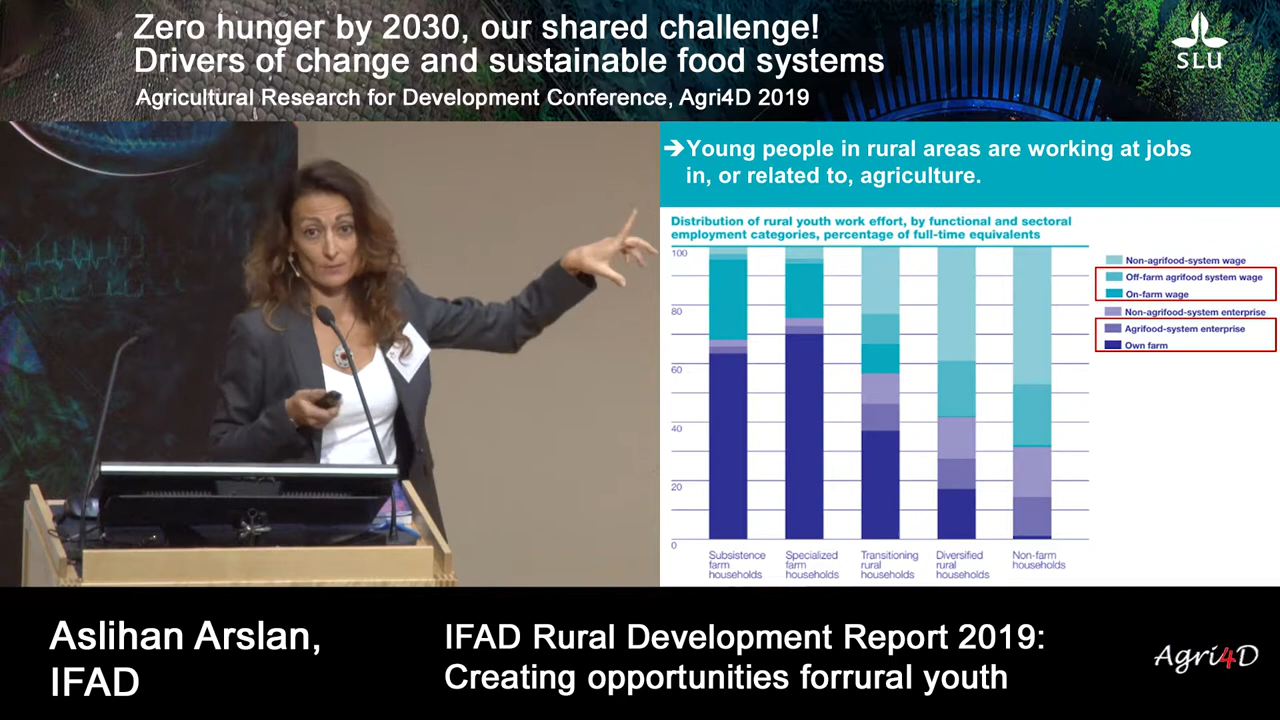 Zero hunger by 2030, our shared challenge!
Drivers of change and sustainable food systems
Agricultural Research for Development Conference, Agri4D 2019
SLU
➔Young people in rural areas are working at jobs
in, or related to, agriculture.
Distribution of rural youth work effort, by functional and sectoral
employment categories, percentage of full-time equivalents
100
80
60
40
20
0
Subsistence
farm
households
Specialized
farm
households
Transitioning
rural
households
Diversified
rural
households
Non-farm
households
Non-agrifood-system wage
Off-farm agrifood system wage
On-farm wage
Non-agrifood-system enterprise
Agrifood-system enterprise
Own farm
Aslihan Arslan,
IFAD
IFAD Rural Development Report 2019:
Creating opportunities forrural youth
Agri4D